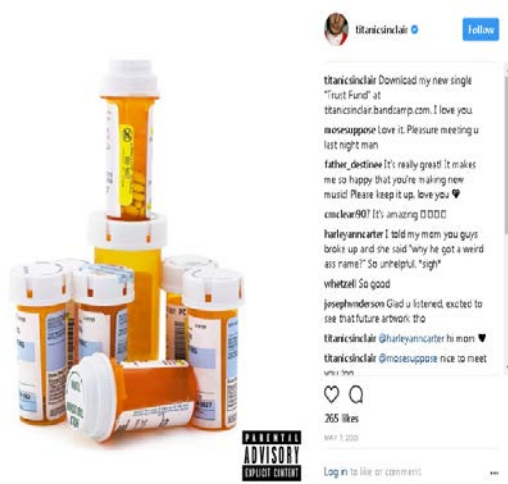 titanicsinclair
Follow
titanicsinclair Download my new single
"Trust Fund" at
titanicsinclair.bandcamp.com. I love you.
mosesuppose Love it. Pleasure meeting u
last night man
father_destinee It's really great! It makes
me so happy that you're making new
music! Please keep it up, love you
cmclean907 It's amazing
harleyanncarter I told my mom you guys
broke up and she said "why he got a weird
ass name?" So unhelpful. *sigh*
whetzell So good
josephvnderson Glad u listened, excited to
see that future artwork tho
titanicsinclair @harleyanncarter hi mom
titanicsinclair @mosesuppose nice to meet
you too
265 likes
Log in to like or comment.
PARENTAL
ADVISORY
EXPLICIT CONTENT